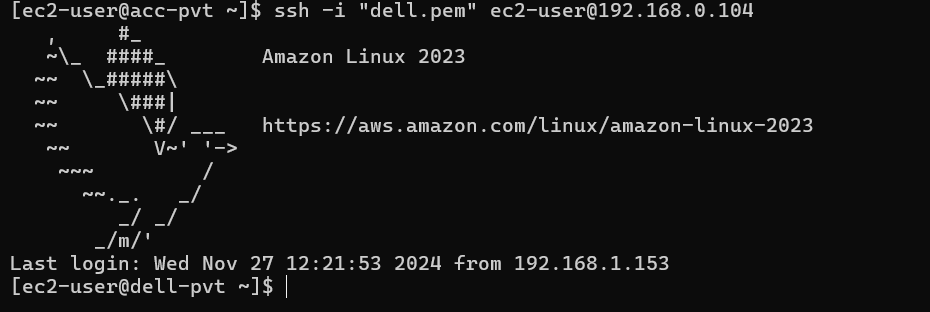 [ec2-user@acc-pvt ~]$ ssh -i "dell.pem" ec2-user@192.168.0.104
   ,     #_
   ~\_  ####_        Amazon Linux 2023
  ~~  \_#####\
  ~~     \###|
  ~~       \#/ ___   https://aws.amazon.com/linux/amazon-linux-2023
   ~~       V~' '->
    ~~~         /
      ~~._.   _/
         _/ _/
       _/m/'
Last login: Wed Nov 27 12:21:53 2024 from 192.168.1.153
[ec2-user@dell-pvt ~]$